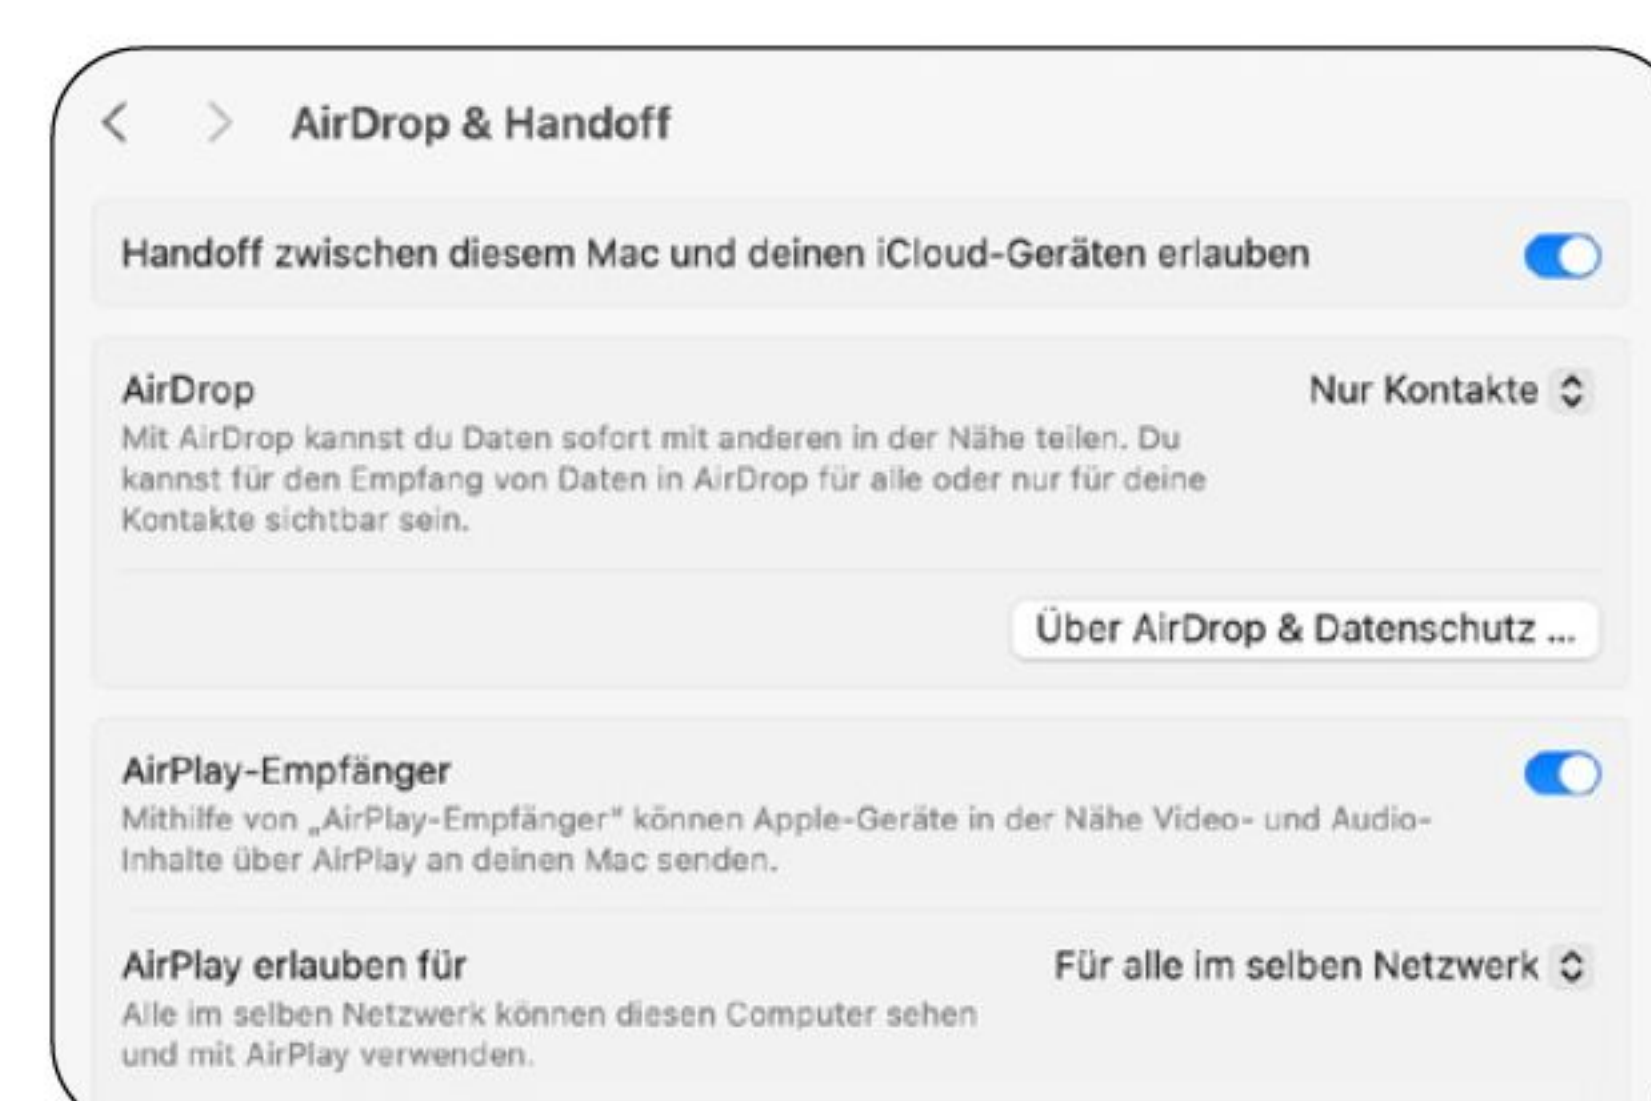 AirDrop & Handoff
Handoff zwischen diesem Mac und deinen iCloud-Geräten erlauben
AirDrop
Nur Kontakte
Mit AirDrop kannst du Daten sofort mit anderen in der Nähe teilen. Du
kannst für den Empfang von Daten in AirDrop für alle oder nur für deine
Kontakte sichtbar sein.
Über AirDrop & Datenschutz ...
AirPlay-Empfänger
Mithilfe von „AirPlay-Empfänger“ können Apple-Geräte in der Nähe Video- und Audio-
Inhalte über AirPlay an deinen Mac senden.
AirPlay erlauben für
Für alle im selben Netzwerk
Alle im selben Netzwerk können diesen Computer sehen
und mit AirPlay verwenden.